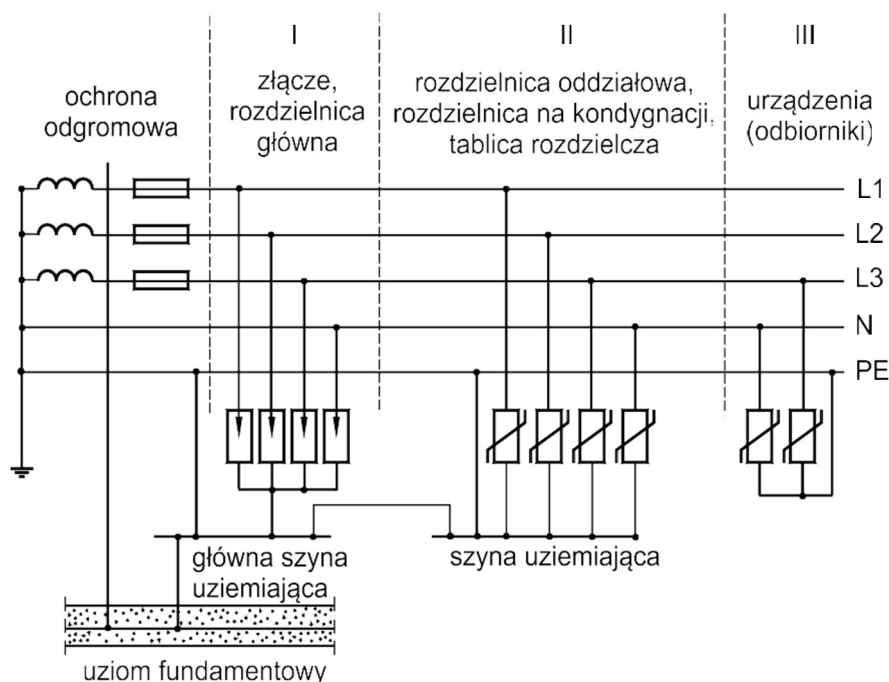 I
II
III
ochrona
odgromowa
złącze,
rozdzielnica
główna
rozdzielnica oddziałowa,
rozdzielnica na kondygnacji,
tablica rozdzielcza
urządzenia
(odbiorniki)
L1
L2
L3
N
PE
główna szyna
uziemiająca
szyna uziemiająca
uziom fundamentowy